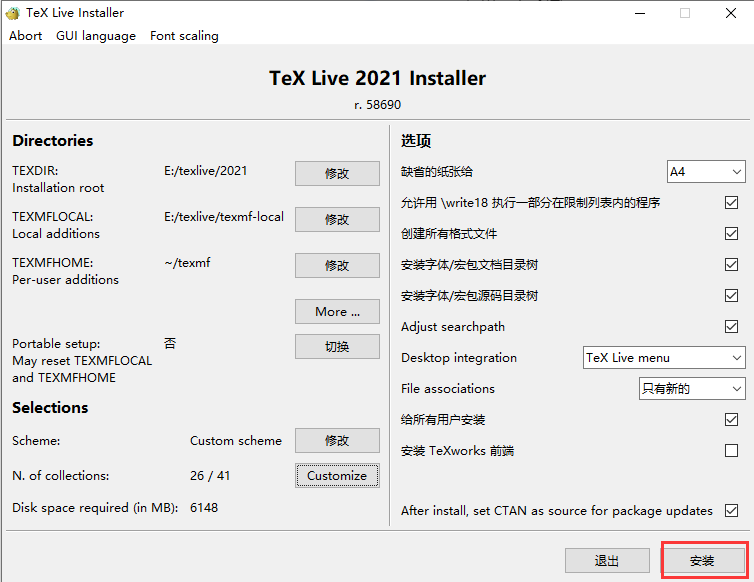 TeX Live Installer
Abort GUI language Font scaling
TeX Live 2021 Installer
r. 58690
Directories
TEXDIR: E:/texlive/2021 修改
Installation root
TEXMFLOCAL: E:/texlive/texmf-local 修改
Local additions
TEXMFHOME: ~/texmf 修改
Per-user additions
More ...
Portable setup: 否 切换
May reset TEXMFLOCAL
and TEXMFHOME
Selections
Scheme: Custom scheme 修改
N. of collections: 26 / 41 Customize
Disk space required (in MB): 6148
选项
缺省的纸张给 A4
允许用 \write18 执行一部分在限制列表内的程序
创建所有格式文件
安装字体/宏包文档目录树
安装字体/宏包源码目录树
Adjust searchpath
Desktop integration TeX Live menu
File associations 只有新的
给所有用户安装
安装 TeXworks 前端
After install, set CTAN as source for package updates
退出 安装